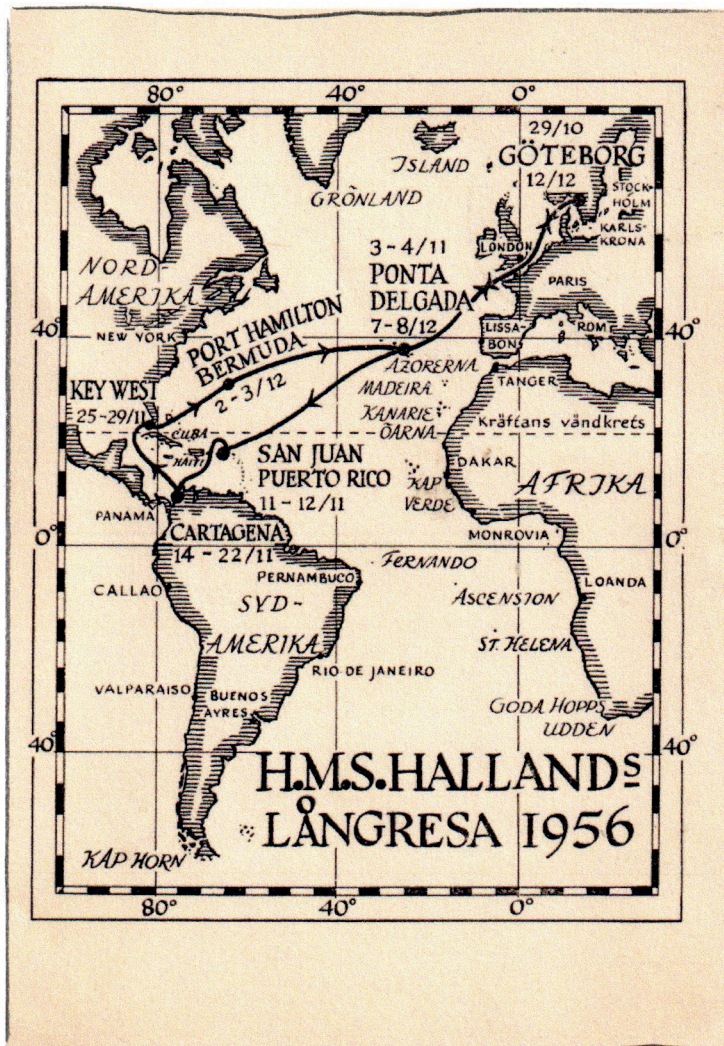 80°
40°
0°
29/10
GÖTEBORG
12/12
ISLAND
GRÖNLAND
STOCK-
HOLM
KARLS-
KRONA
LONDON
3-4/11
PONTA
DELGADA
7-8/12
PARIS
NORD-
AMERIKA
40°
40°
NEW YORK
PORT HAMILTON
BERMUDA
2-3/12
LISSA-
BON
ROM
AZORERNA
MADEIRA
TANGER
KEY WEST
25-29/11
KANARIE
ÖARNA
Kräftans vändkrets
CUBA
HAITI
SAN JUAN
PUERTO RICO
11-12/11
DAKAR
KAP
VERDE
AFRIKA
PANAMA
CARTAGENA
14-22/11
MONROVIA
0°
0°
FERNANDO
PERNAMBUCO
CALLAO
LOANDA
SYD-
AMERIKA
ASCENSION
ST. HELENA
RIO DE JANEIRO
VALPARAISO
BUENOS
AYRES
GODA HOPPS
UDDEN
40°
40°
H.M.S. HALLANDS
LÅNGRESA 1956
KAP HORN
80°
40°
0°